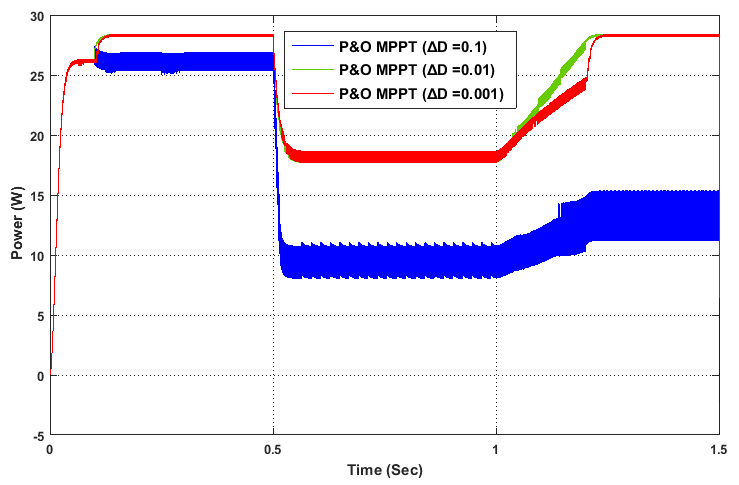 30
25
20
15
10
5
0
-5
0
0.5
1
1.5
Power (W)
Time (Sec)
P&O MPPT (ΔD =0.1)
P&O MPPT (ΔD =0.01)
P&O MPPT (ΔD =0.001)